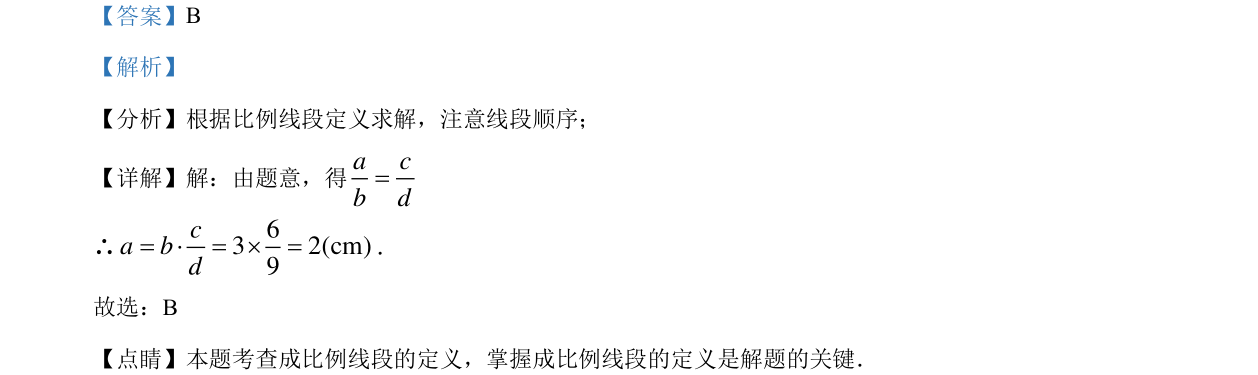 【答案】B
【解析】
【分析】根据比例线段定义求解，注意线段顺序；
【详解】解：由题意，得 a/b = c/d
∴ a = b · c/d = 3 × 6/9 = 2(cm) .
故选：B
【点睛】本题考查成比例线段的定义，掌握成比例线段的定义是解题的关键．